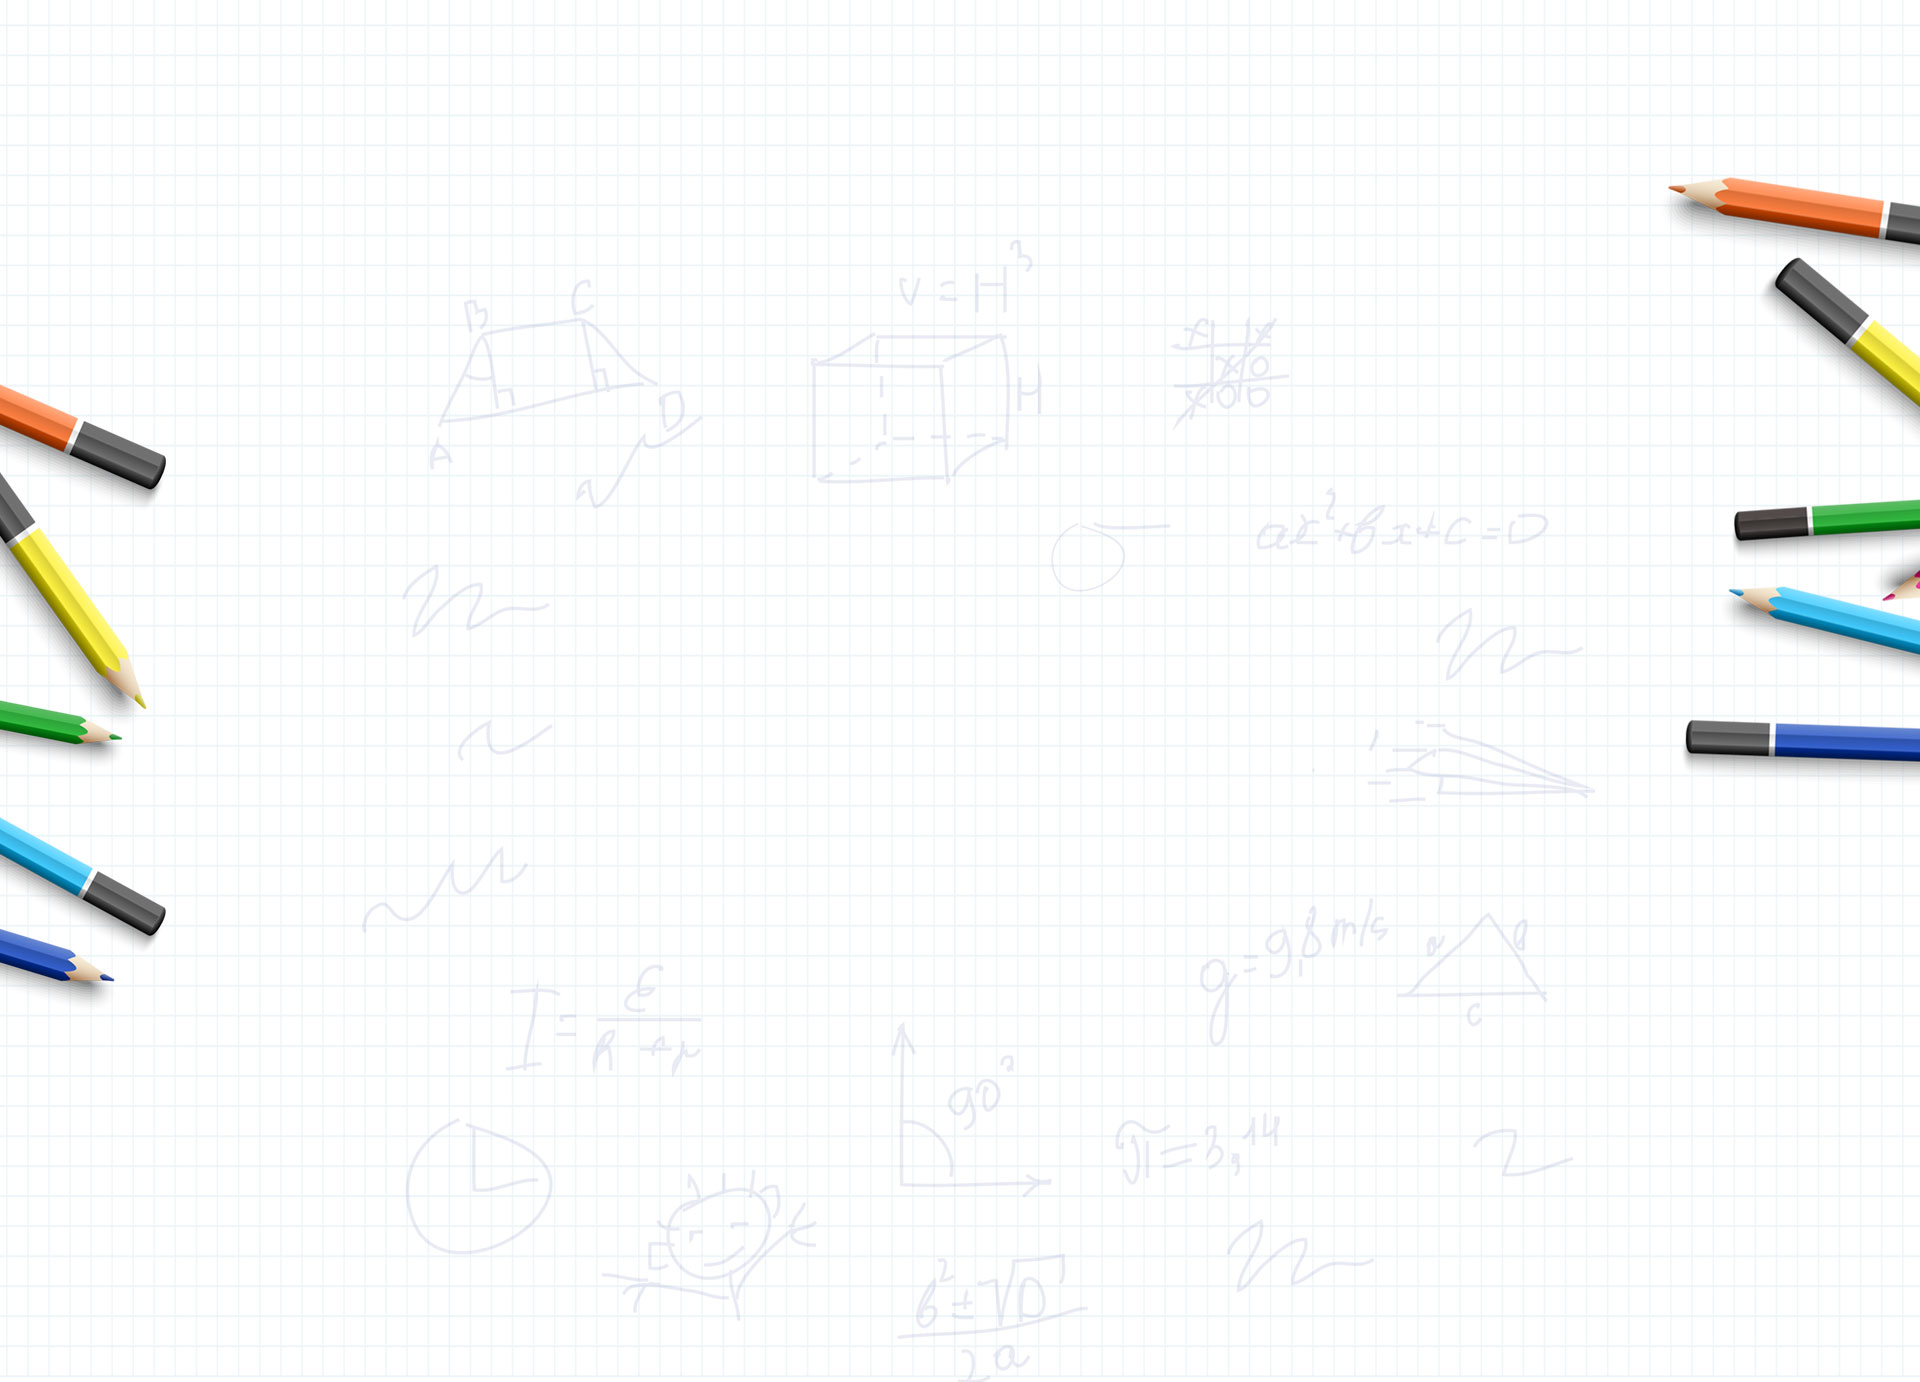 V = H³
B C
H
A D
x x
x o
x o o
ax²+bx+c=0
g=9,8 m/s
a b
c
I = ε / R + r
90°
π=3,14
b² ± √D / 2a